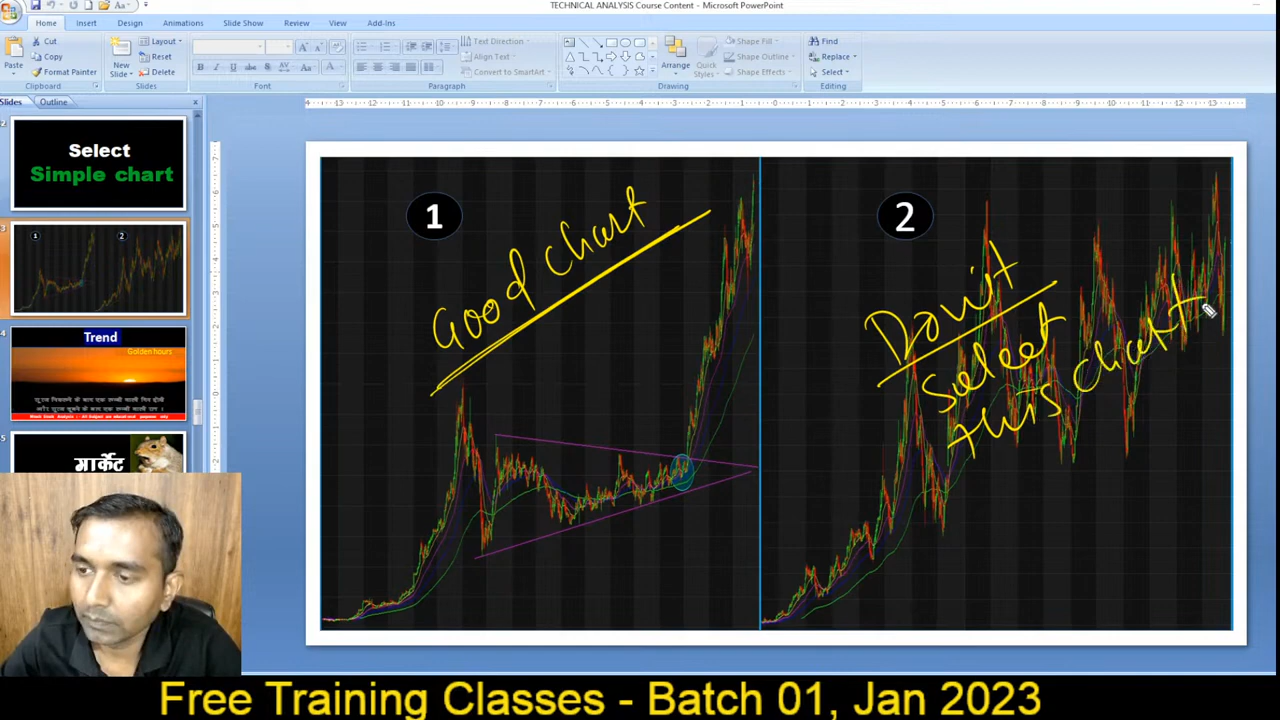 TECHNICAL ANALYSIS Course Content - Microsoft PowerPoint
Home Insert Design Animations Slide Show Review View Add-Ins
Cut
Copy
Format Painter
Paste
Clipboard
New
Slide
Layout
Reset
Delete
Slides
Font
Text Direction
Align Text
Convert to SmartArt
Paragraph
Arrange
Quick
Styles
Shape Fill
Shape Outline
Shape Effects
Drawing
Find
Replace
Select
Editing
Slides Outline
Select
Simple chart
1 2
Trend
Golden hours
मार्केट
1
Good chart
2
Don't
select
this chart
Free Training Classes - Batch 01, Jan 2023